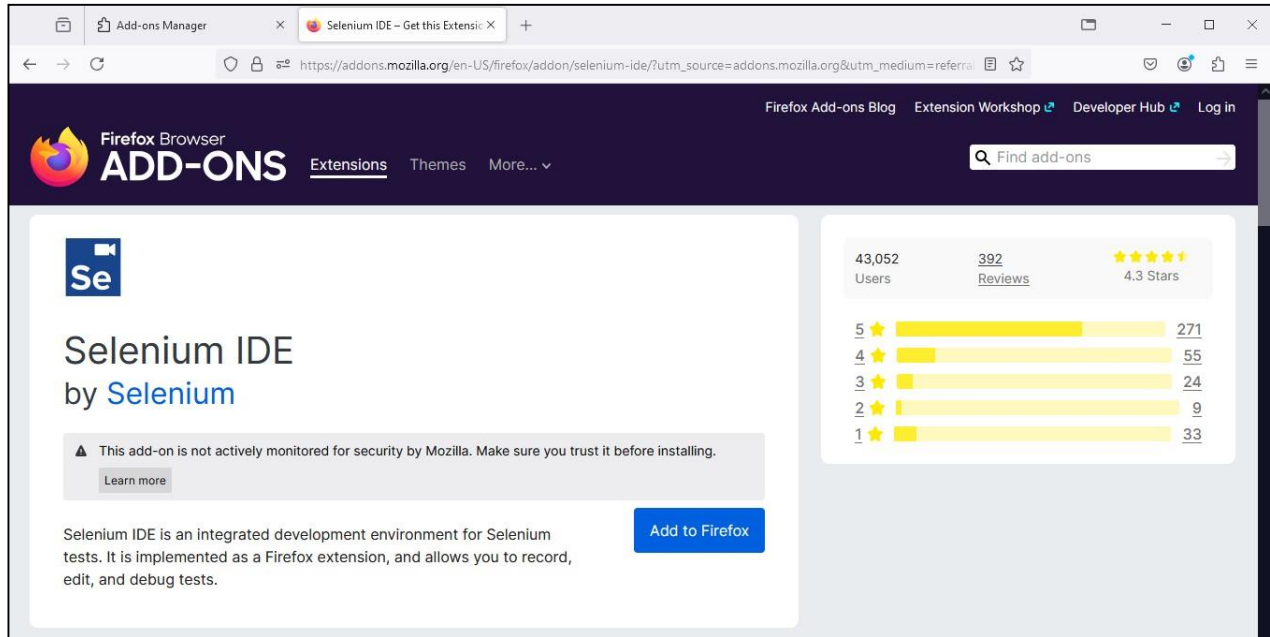 Add-ons Manager
Selenium IDE – Get this Extensic
https://addons.mozilla.org/en-US/firefox/addon/selenium-ide/?utm_source=addons.mozilla.org&utm_medium=referral
Firefox Add-ons Blog Extension Workshop Developer Hub Log in
Firefox Browser
ADD-ONS
Extensions Themes More...
Find add-ons
Se
Selenium IDE
by Selenium
This add-on is not actively monitored for security by Mozilla. Make sure you trust it before installing.
Learn more
Selenium IDE is an integrated development environment for Selenium
tests. It is implemented as a Firefox extension, and allows you to record,
edit, and debug tests.
Add to Firefox
43,052 392
Users Reviews 4.3 Stars
5 271
4 55
3 24
2 9
1 33